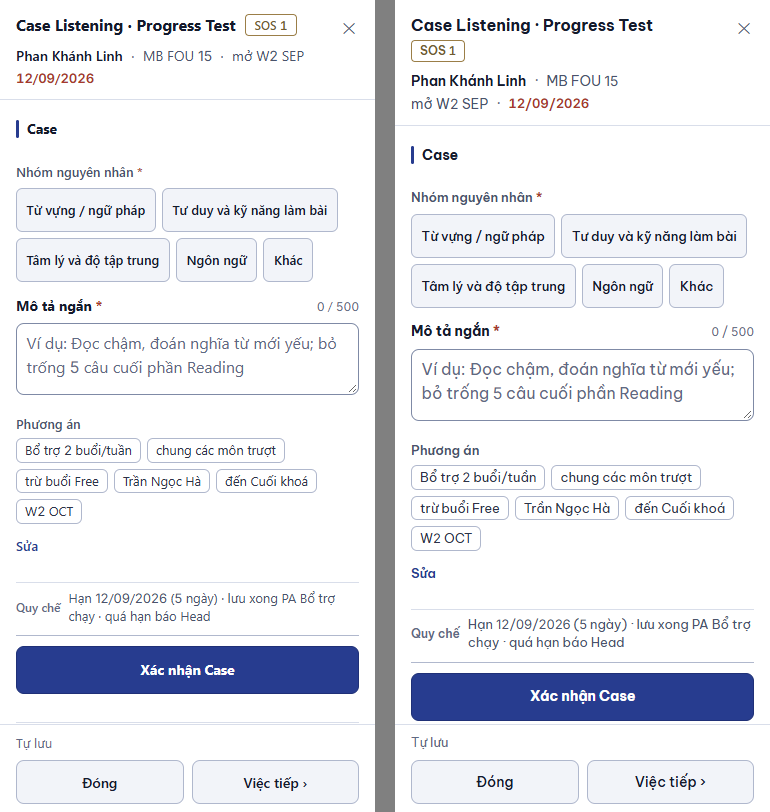 Case Listening · Progress Test SOS 1
Phan Khánh Linh · MB FOU 15 · mở W2 SEP
12/09/2026
Case
Nhóm nguyên nhân *
Từ vựng / ngữ pháp Tư duy và kỹ năng làm bài
Tâm lý và độ tập trung Ngôn ngữ Khác
Mô tả ngắn * 0 / 500
Ví dụ: Đọc chậm, đoán nghĩa từ mới yếu; bỏ
trống 5 câu cuối phần Reading
Phương án
Bổ trợ 2 buổi/tuần chung các môn trượt
trừ buổi Free Trần Ngọc Hà đến Cuối khoá
W2 OCT
Sửa
Quy chế Hạn 12/09/2026 (5 ngày) · lưu xong PA Bổ trợ
chạy · quá hạn báo Head
Xác nhận Case
Tự lưu
Đóng Việc tiếp ›
Case Listening · Progress Test
SOS 1
Phan Khánh Linh · MB FOU 15
mở W2 SEP · 12/09/2026
Case
Nhóm nguyên nhân *
Từ vựng / ngữ pháp Tư duy và kỹ năng làm bài
Tâm lý và độ tập trung Ngôn ngữ Khác
Mô tả ngắn * 0 / 500
Ví dụ: Đọc chậm, đoán nghĩa từ mới yếu;
bỏ trống 5 câu cuối phần Reading
Phương án
Bổ trợ 2 buổi/tuần chung các môn trượt
trừ buổi Free Trần Ngọc Hà đến Cuối khoá
W2 OCT
Sửa
Quy chế Hạn 12/09/2026 (5 ngày) · lưu xong PA Bổ trợ
chạy · quá hạn báo Head
Xác nhận Case
Tự lưu
Đóng Việc tiếp ›